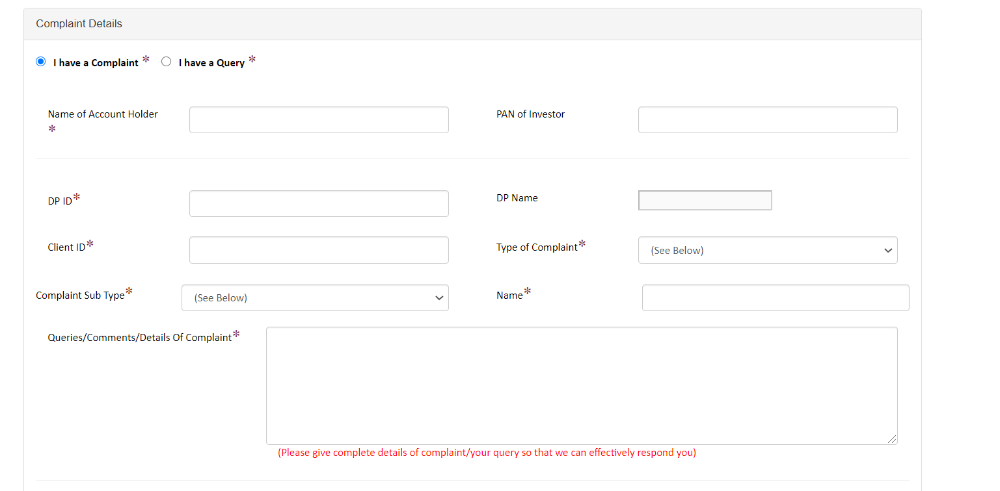 Complaint Details
I have a Complaint * I have a Query *
Name of Account Holder
*
PAN of Investor
DP ID*
DP Name
Client ID*
Type of Complaint*
(See Below)
Complaint Sub Type*
(See Below)
Name*
Queries/Comments/Details Of Complaint*
(Please give complete details of complaint/your query so that we can effectively respond you)